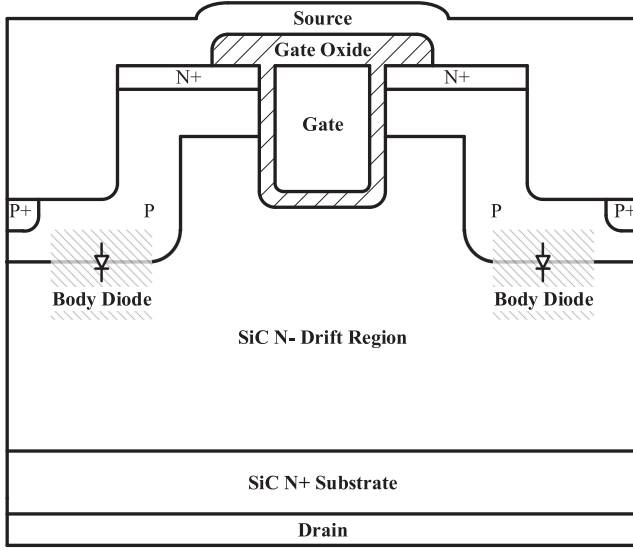 Source
Gate Oxide
N+
N+
Gate
P+
P
P
P+
Body Diode
Body Diode
SiC N- Drift Region
SiC N+ Substrate
Drain